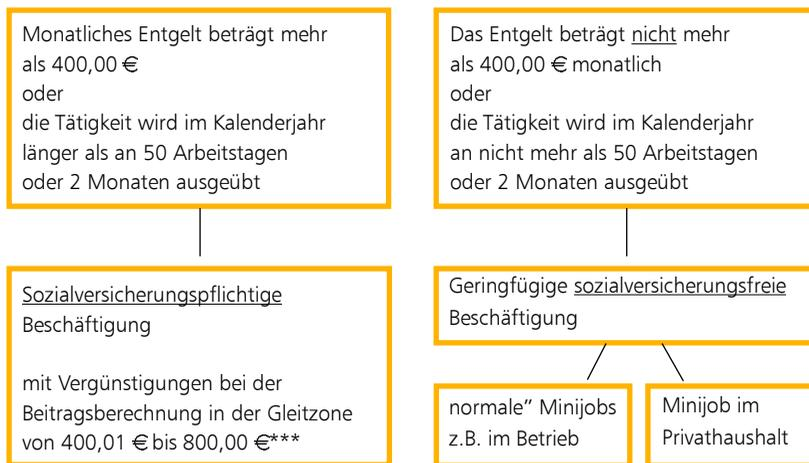 Monatliches Entgelt beträgt mehr
als 400,00 €
oder
die Tätigkeit wird im Kalenderjahr
länger als an 50 Arbeitstagen
oder 2 Monaten ausgeübt
Das Entgelt beträgt nicht mehr
als 400,00 € monatlich
oder
die Tätigkeit wird im Kalenderjahr
an nicht mehr als 50 Arbeitstagen
oder 2 Monaten ausgeübt
Sozialversicherungspflichtige
Beschäftigung
mit Vergünstigungen bei der
Beitragsberechnung in der Gleitzone
von 400,01 € bis 800,00 €***
Geringfügige sozialversicherungsfreie
Beschäftigung
normale” Minijobs
z.B. im Betrieb
Minijob im
Privathaushalt